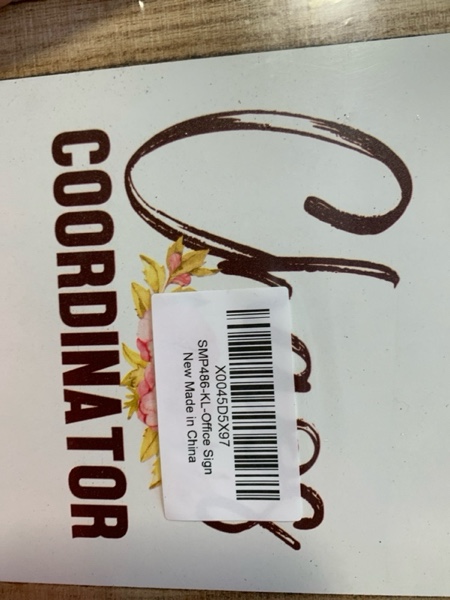 COORDINATOR
X0045D5X97
SMP486-KL-Office Sign
New Made in China